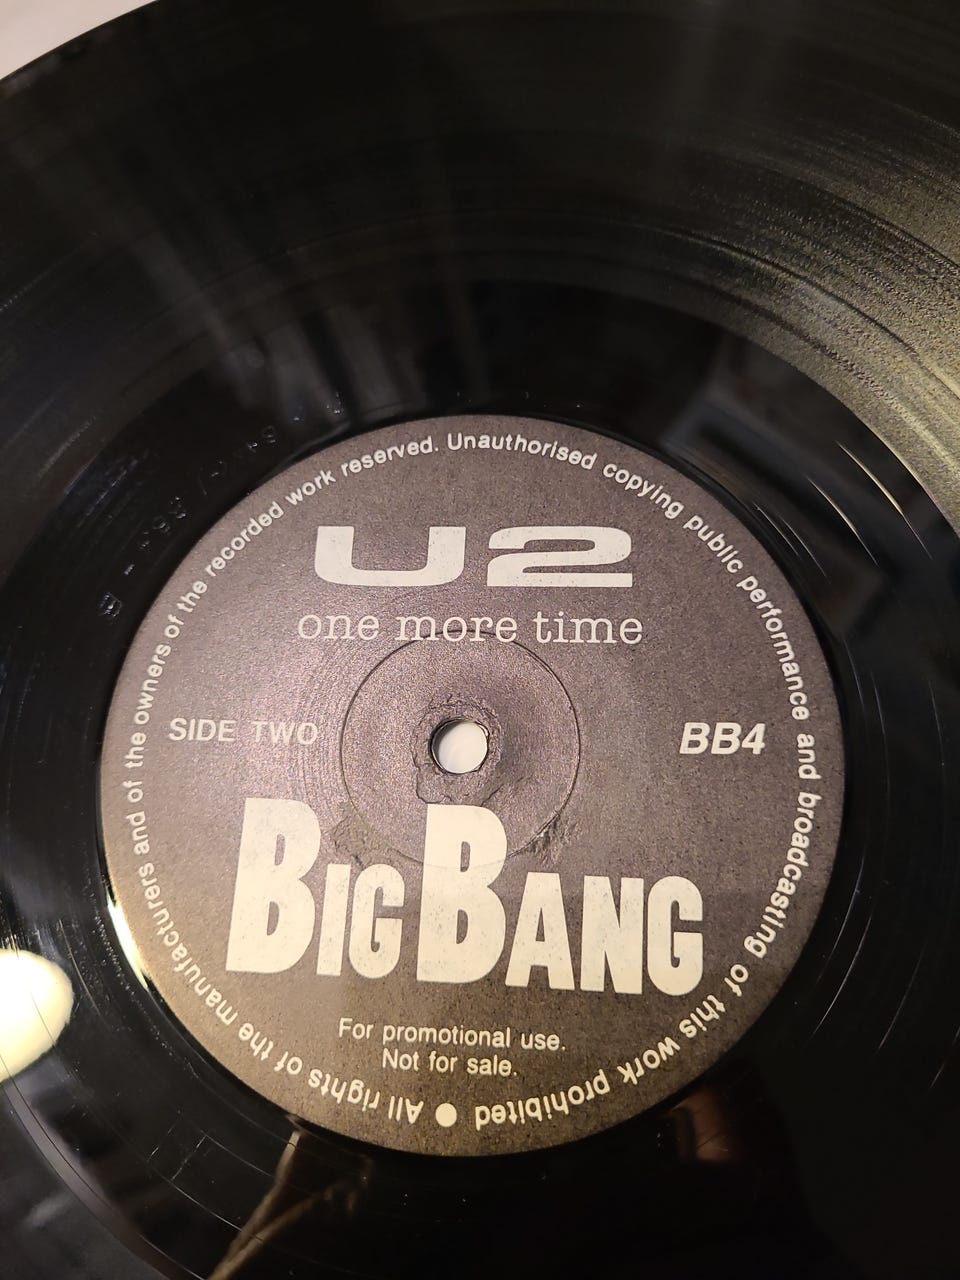 All rights of the manufacturers and of the owners of the recorded work reserved. Unauthorised copying public performance and broadcasting of this work prohibited ●
U2
one more time
SIDE TWO
BB4
BIG BANG
For promotional use.
Not for sale.